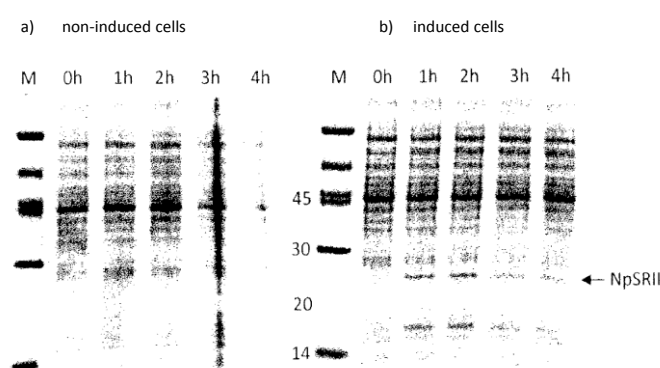 a) non-induced cells
b) induced cells
M 0h 1h 2h 3h 4h
M 0h 1h 2h 3h 4h
45
30
← NpSRII
20
14